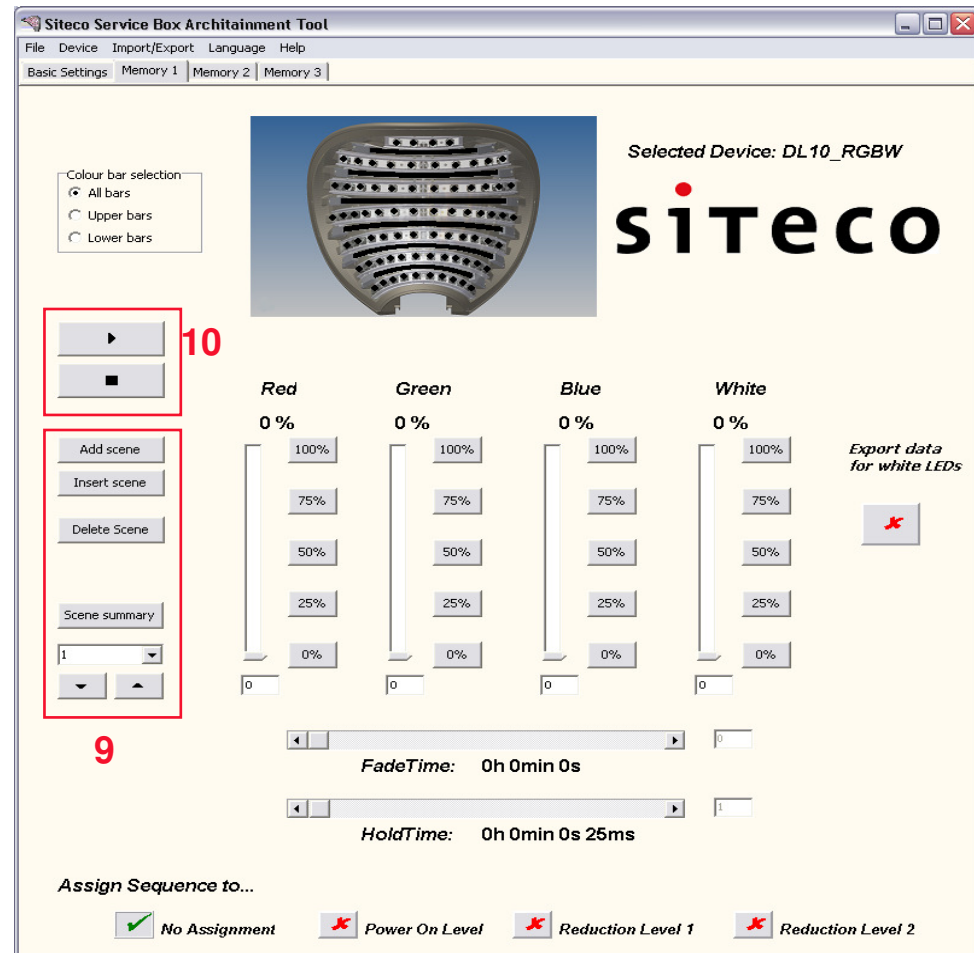 Siteco Service Box Architainment Tool
File Device Import/Export Language Help
Basic Settings Memory 1 Memory 2 Memory 3
Selected Device: DL10_RGBW
siteco
Colour bar selection
All bars
Upper bars
Lower bars
10
Red Green Blue White
0 % 0 % 0 % 0 %
Add scene
Insert scene
Delete Scene
Scene summary
1
9
100% 100% 100% 100%
75% 75% 75% 75%
50% 50% 50% 50%
25% 25% 25% 25%
0% 0% 0% 0%
0 0 0 0
Export data
for white LEDs
0
FadeTime: 0h 0min 0s
1
HoldTime: 0h 0min 0s 25ms
Assign Sequence to...
No Assignment Power On Level Reduction Level 1 Reduction Level 2